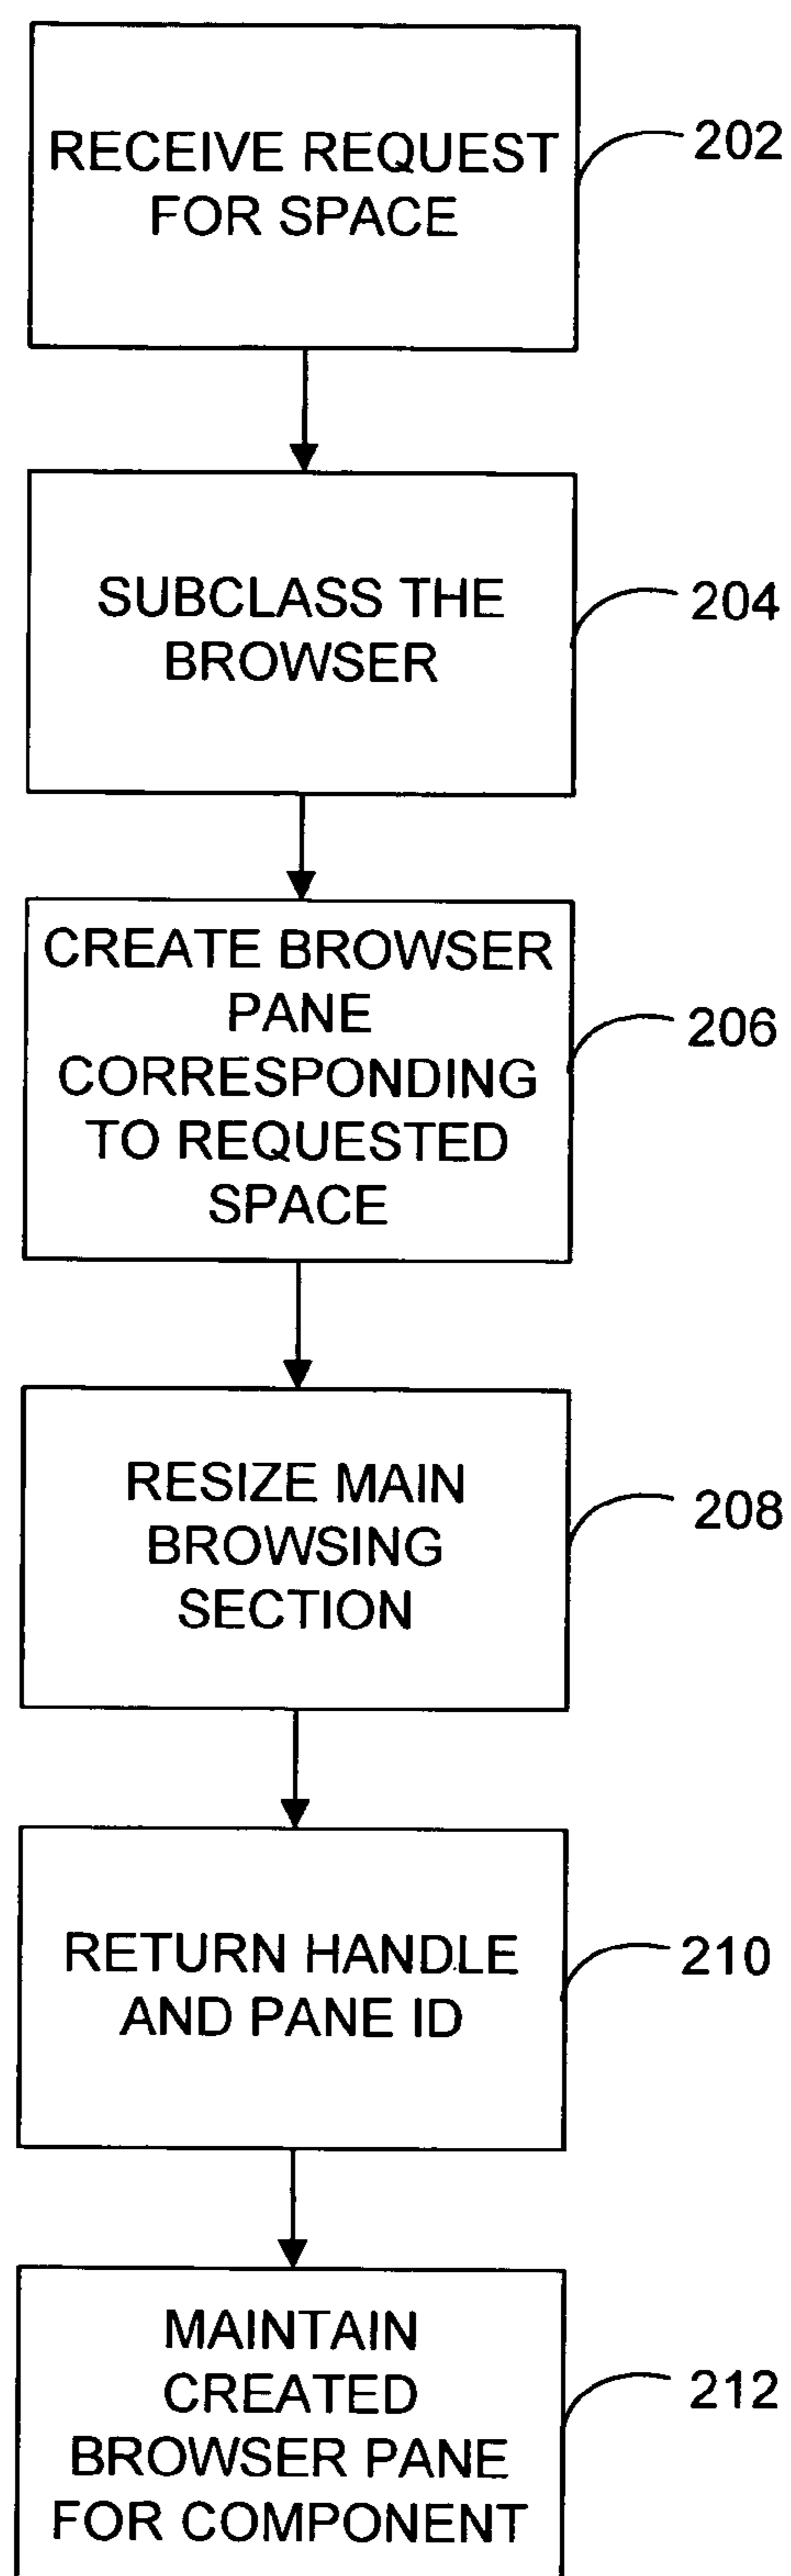 RECEIVE REQUEST
FOR SPACE
202
SUBCLASS THE
BROWSER
204
CREATE BROWSER
PANE
CORRESPONDING
TO REQUESTED
SPACE
206
RESIZE MAIN
BROWSING
SECTION
208
RETURN HANDLE
AND PANE ID
210
MAINTAIN
CREATED
BROWSER PANE
FOR COMPONENT
212